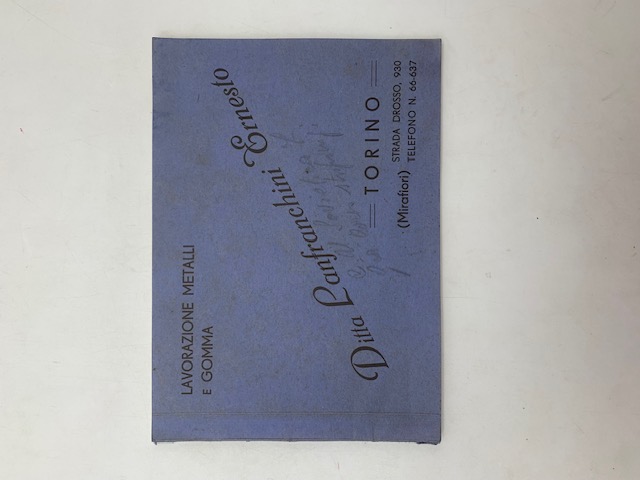 LAVORAZIONE METALLI
E GOMMA
Ditta Lanfranchini Ernesto
TORINO
(Mirafiori) STRADA DROSSO, 930
TELEFONO N. 66-637